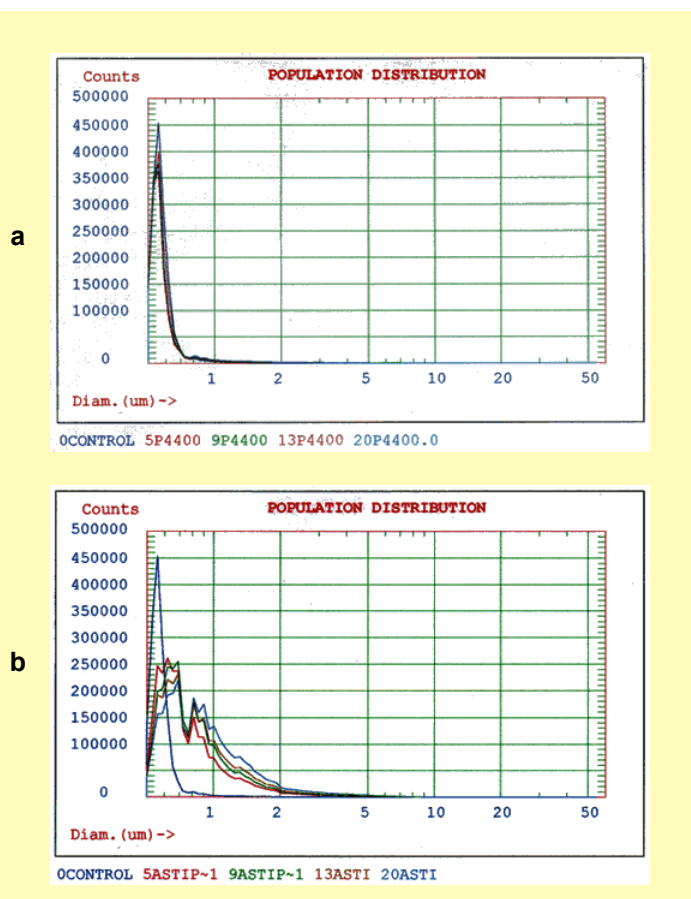 a
Counts POPULATION DISTRIBUTION
500000
450000
400000
350000
300000
250000
200000
150000
100000
0
1 2 5 10 20 50
Diam.(um)->
0CONTROL 5P4400 9P4400 13P4400 20P4400.0
b
Counts POPULATION DISTRIBUTION
500000
450000
400000
350000
300000
250000
200000
150000
100000
0
1 2 5 10 20 50
Diam.(um)->
0CONTROL 5ASTIP~1 9ASTIP~1 13ASTI 20ASTI